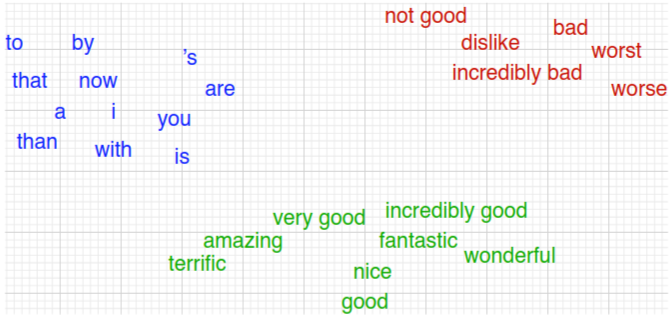 not good
bad
to by dislike worst
's
incredibly bad
that now are worse
a i you
than with is
very good incredibly good
amazing fantastic
terrific wonderful
nice
good